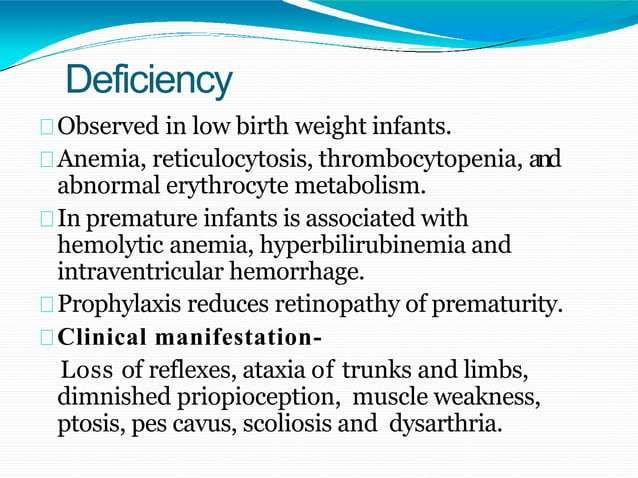 Deficiency
Observed in low birth weight infants.
Anemia, reticulocytosis, thrombocytopenia, and
abnormal erythrocyte metabolism.
In premature infants is associated with
hemolytic anemia, hyperbilirubinemia and
intraventricular hemorrhage.
Prophylaxis reduces retinopathy of prematurity.
Clinical manifestation-
Loss of reflexes, ataxia of trunks and limbs,
dimnished priopioception, muscle weakness,
ptosis, pes cavus, scoliosis and dysarthria.